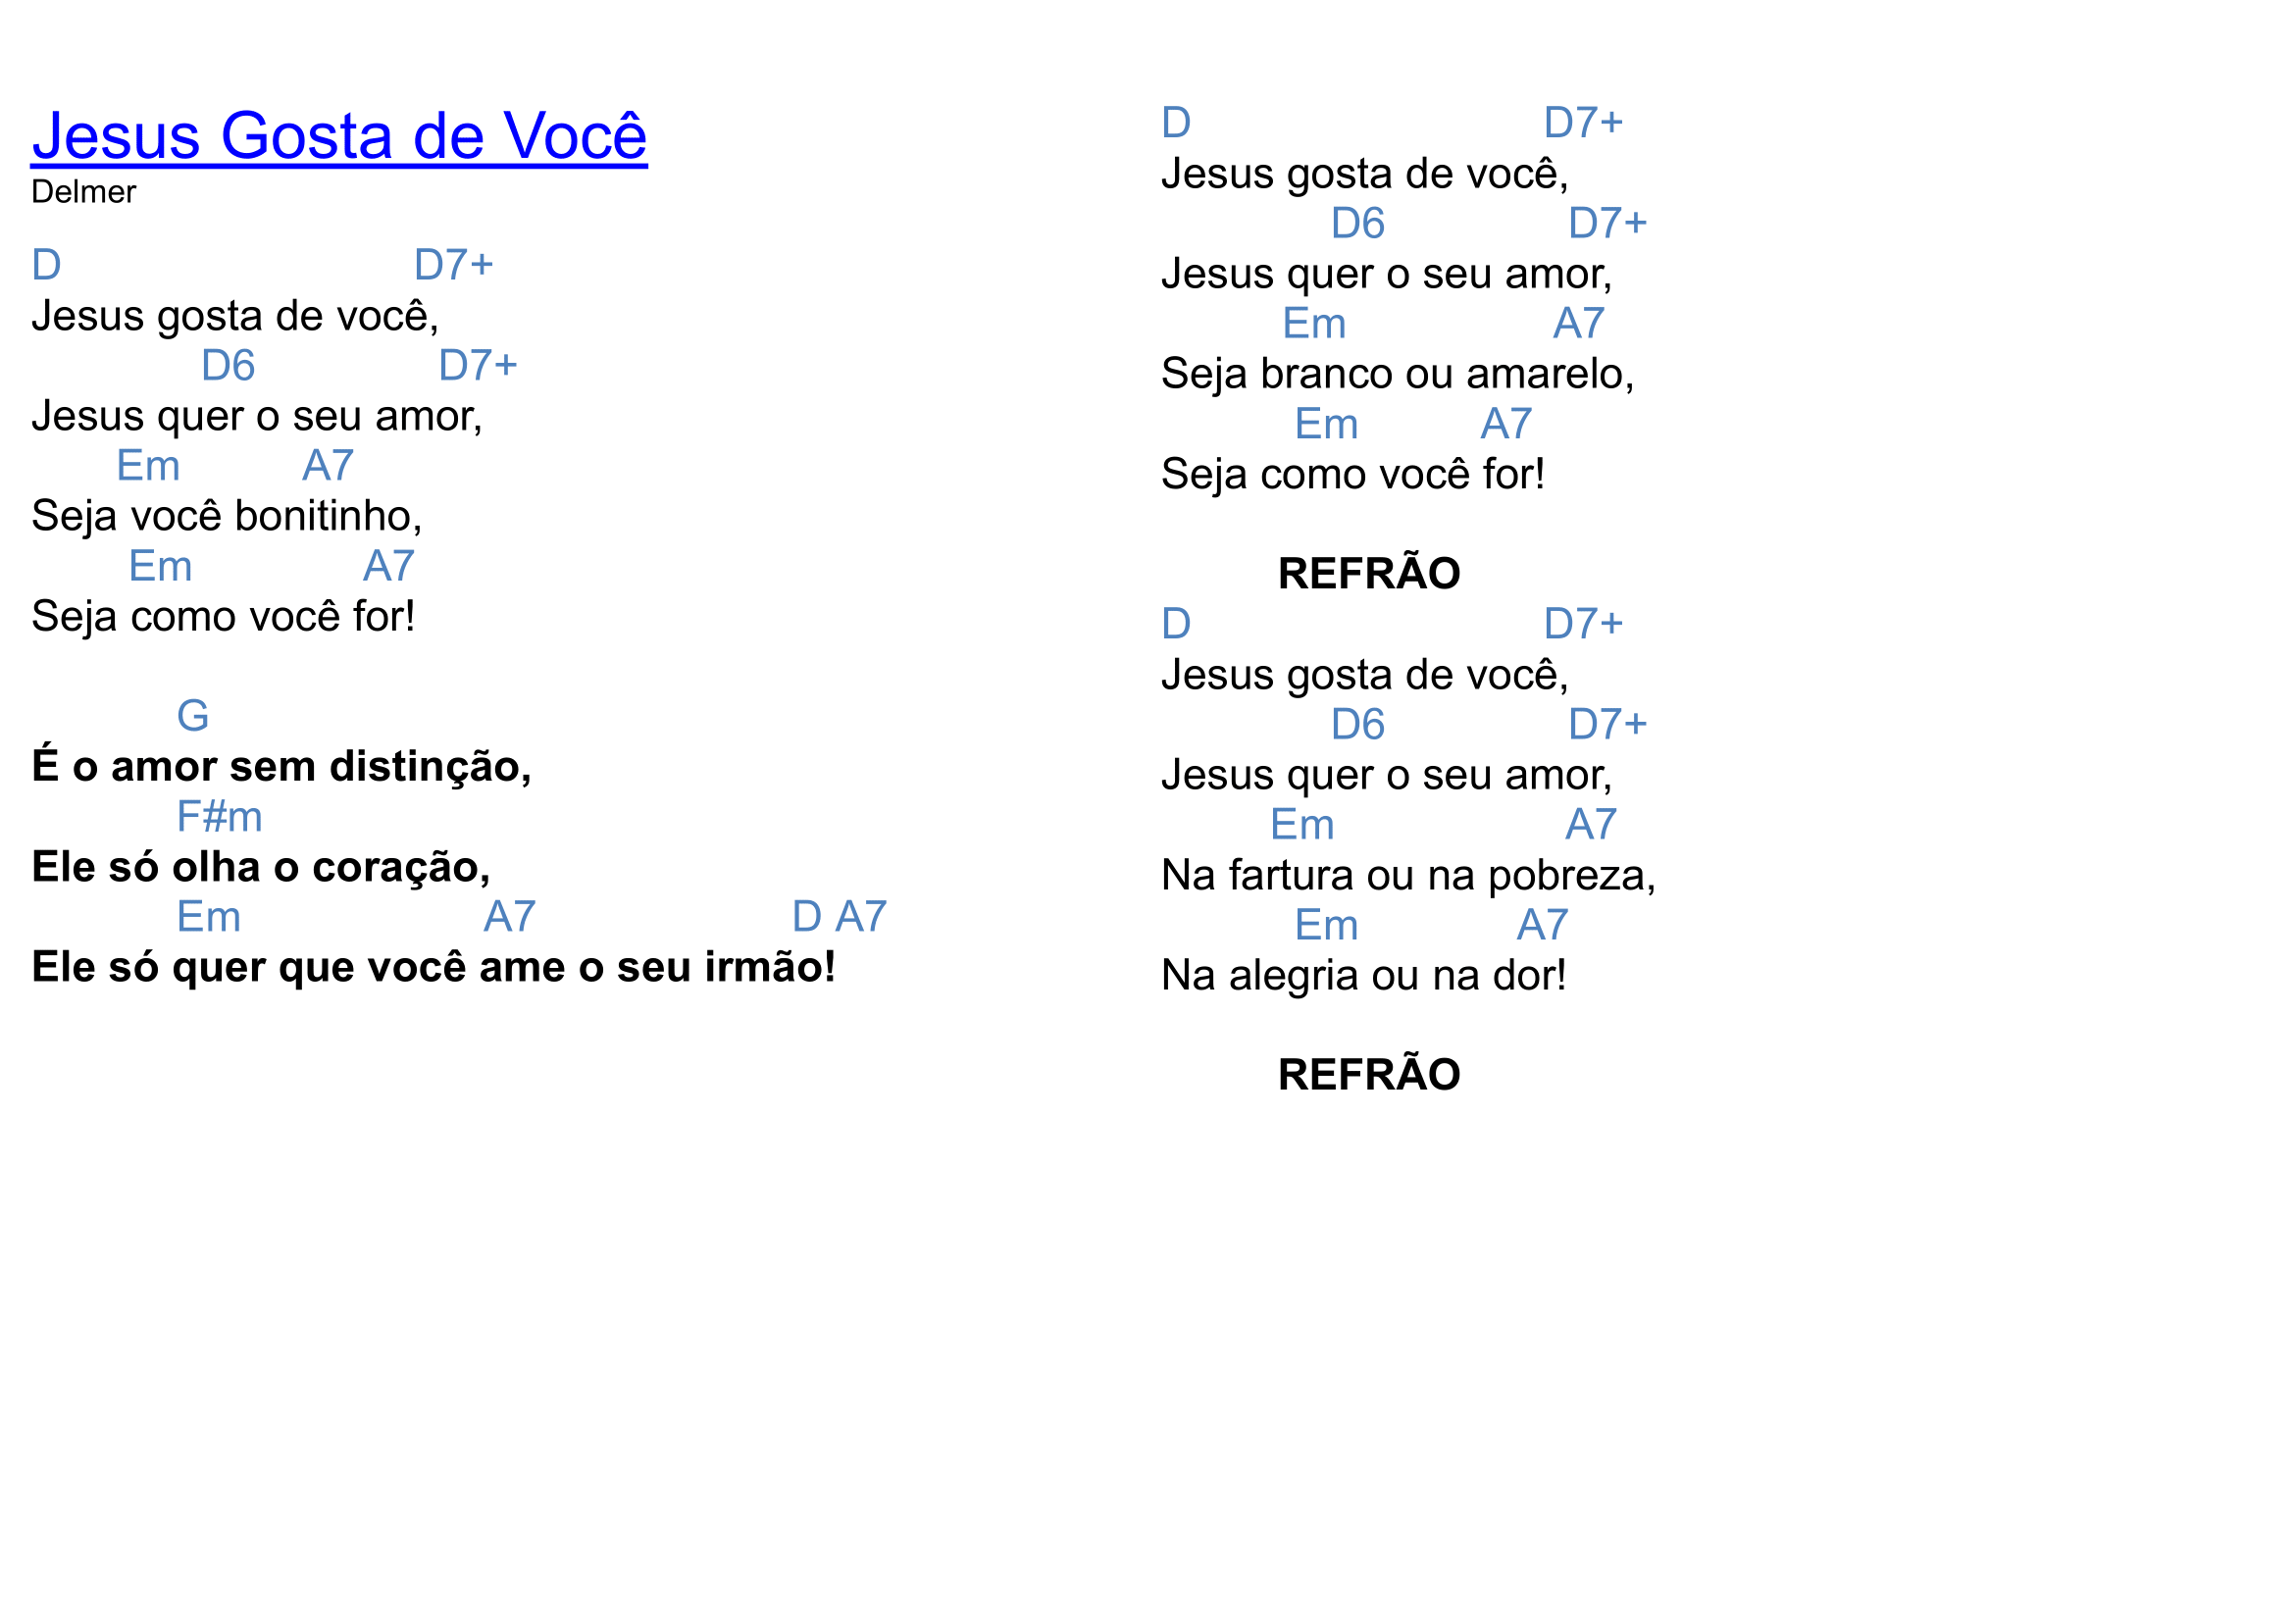 Jesus Gosta de Você
Delmer
D D7+
Jesus gosta de você,
D6 D7+
Jesus quer o seu amor,
Em A7
Seja você bonitinho,
Em A7
Seja como você for!
G
É o amor sem distinção,
F#m
Ele só olha o coração,
Em A7 D A7
Ele só quer que você ame o seu irmão!
D D7+
Jesus gosta de você,
D6 D7+
Jesus quer o seu amor,
Em A7
Seja branco ou amarelo,
Em A7
Seja como você for!
REFRÃO
D D7+
Jesus gosta de você,
D6 D7+
Jesus quer o seu amor,
Em A7
Na fartura ou na pobreza,
Em A7
Na alegria ou na dor!
REFRÃO